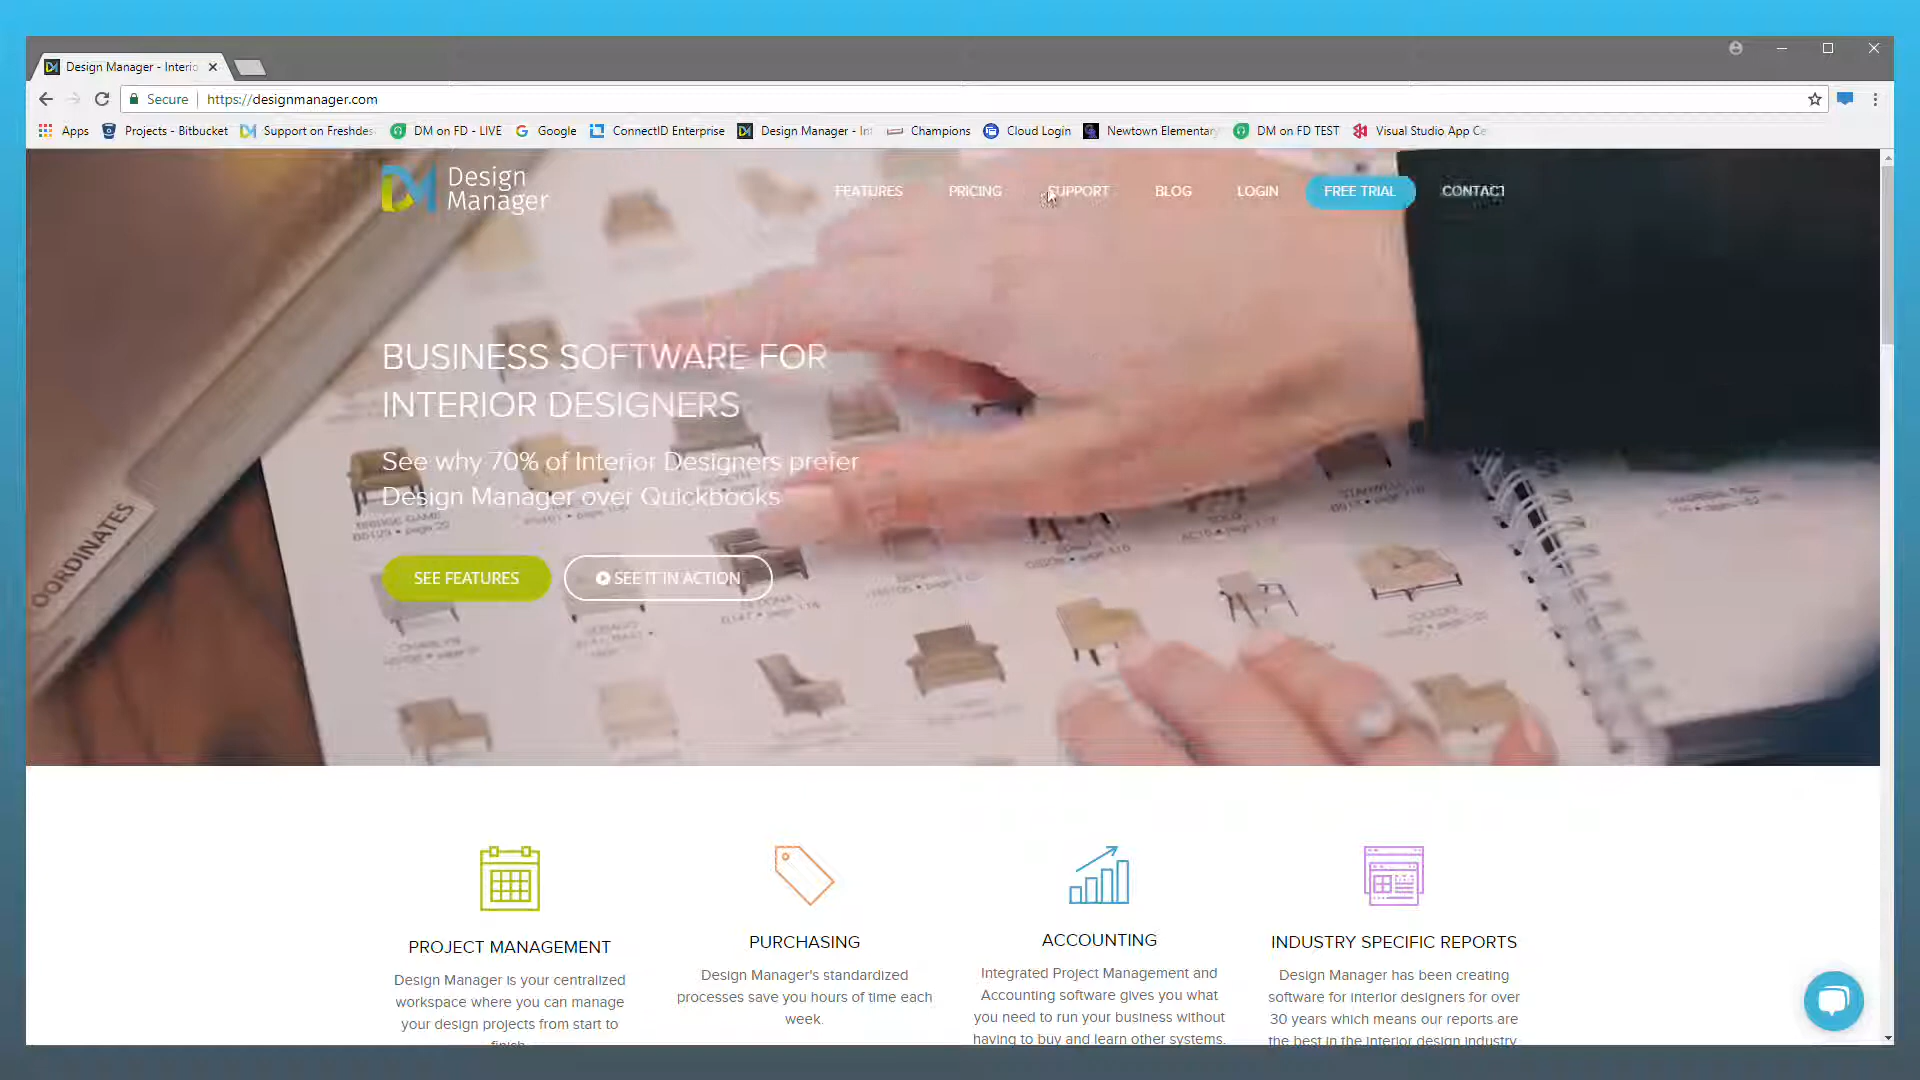 Design Manager - Interio
Secure https://designmanager.com
Apps Projects - Bitbucket Support on Freshdes DM on FD - LIVE Google ConnectID Enterprise Design Manager - Int Champions Cloud Login Newtown Elementary DM on FD TEST Visual Studio App Ce
Design
Manager
FEATURES PRICING SUPPORT BLOG LOGIN FREE TRIAL CONTACT
BUSINESS SOFTWARE FOR
INTERIOR DESIGNERS
See why 70% of Interior Designers prefer
Design Manager over Quickbooks
SEE FEATURES SEE IT IN ACTION
OORDINATES
PROJECT MANAGEMENT
Design Manager is your centralized
workspace where you can manage
your design projects from start to
finish.
PURCHASING
Design Manager's standardized
processes save you hours of time each
week.
ACCOUNTING
Integrated Project Management and
Accounting software gives you what
you need to run your business without
having to buy and learn other systems.
INDUSTRY SPECIFIC REPORTS
Design Manager has been creating
software for interior designers for over
30 years which means our reports are
the best in the interior design industry